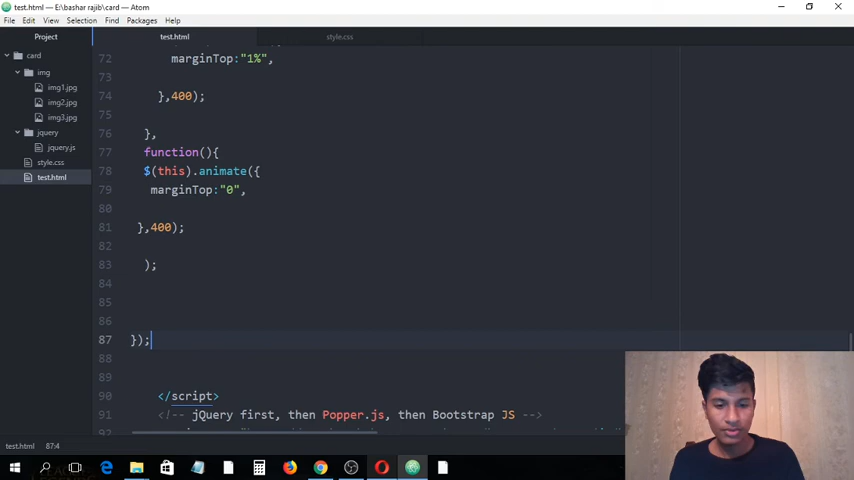 test.html - E:\bashar rajib\card - Atom
File Edit View Selection Find Packages Help
Project
test.html
style.css
card
img
img1.jpg
img2.jpg
img3.jpg
jquery
jquery.js
style.css
test.html
72 marginTop:"1%",
73
74 },400);
75
76 },
77 function(){
78 $(this).animate({
79 marginTop:"0",
80
81 },400);
82
83 );
84
85
86
87 });
88
89
90 </script>
91 <!-- jQuery first, then Popper.js, then Bootstrap JS -->
92
test.html 87:4